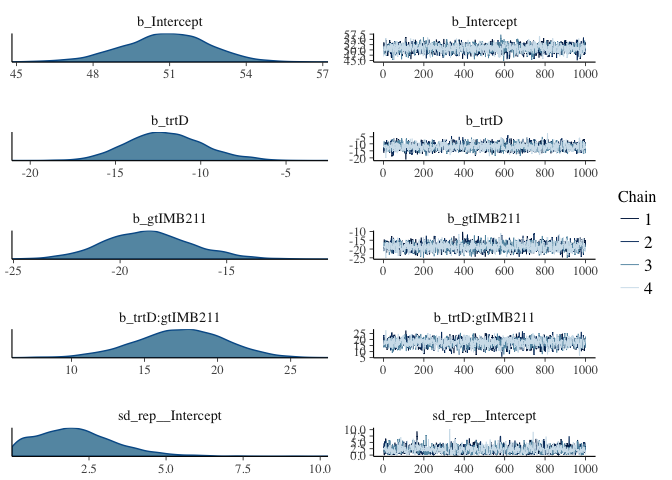 b_Intercept
45 48 51 54 57
b_Intercept
57.5
45.0
0 200 400 600 800 1000
b_trtD
-20 -15 -10 -5
b_trtD
-5
-10
-15
-20
0 200 400 600 800 1000
b_gtIMB211
-25 -20 -15
b_gtIMB211
-10
-15
-20
-25
0 200 400 600 800 1000
b_trtD:gtIMB211
10 15 20 25
b_trtD:gtIMB211
25
20
15
10
5
0 200 400 600 800 1000
sd_rep__Intercept
2.5 5.0 7.5 10.0
sd_rep__Intercept
10.0
7.5
5.0
2.5
0.0
0 200 400 600 800 1000
Chain
1
2
3
4